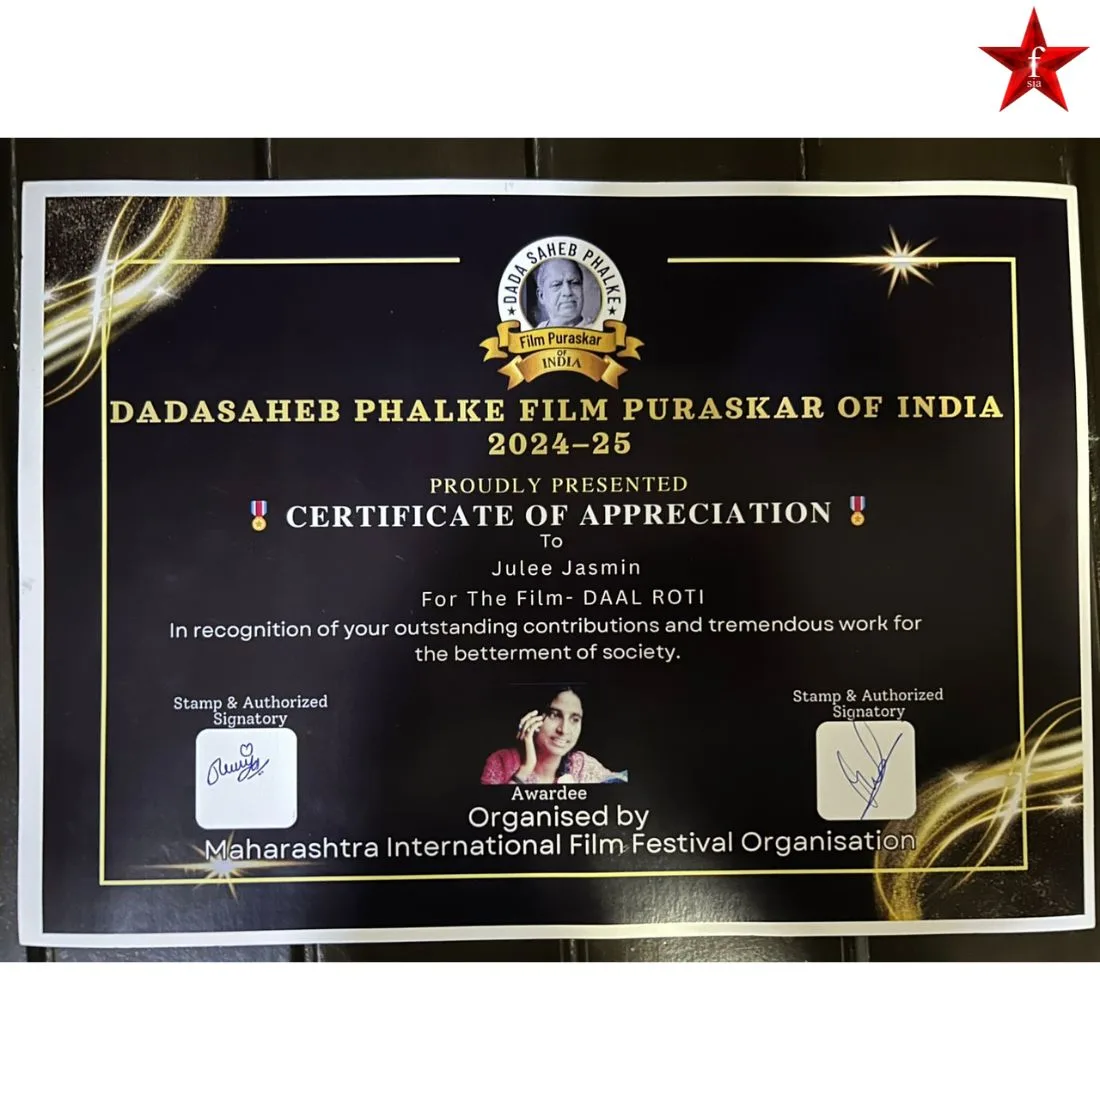 f
sia
DADA SAHEB PHALKE
Film Puraskar
OF
INDIA
DADASAHEB PHALKE FILM PURASKAR OF INDIA
2024–25
PROUDLY PRESENTED
CERTIFICATE OF APPRECIATION
To
Julee Jasmin
For The Film- DAAL ROTI
In recognition of your outstanding contributions and tremendous work for
the betterment of society.
Stamp & Authorized
Signatory
Stamp & Authorized
Signatory
Awardee
Organised by
Maharashtra International Film Festival Organisation